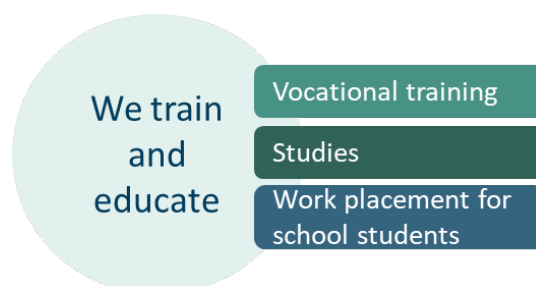 We train
and
educate
Vocational training
Studies
Work placement for
school students